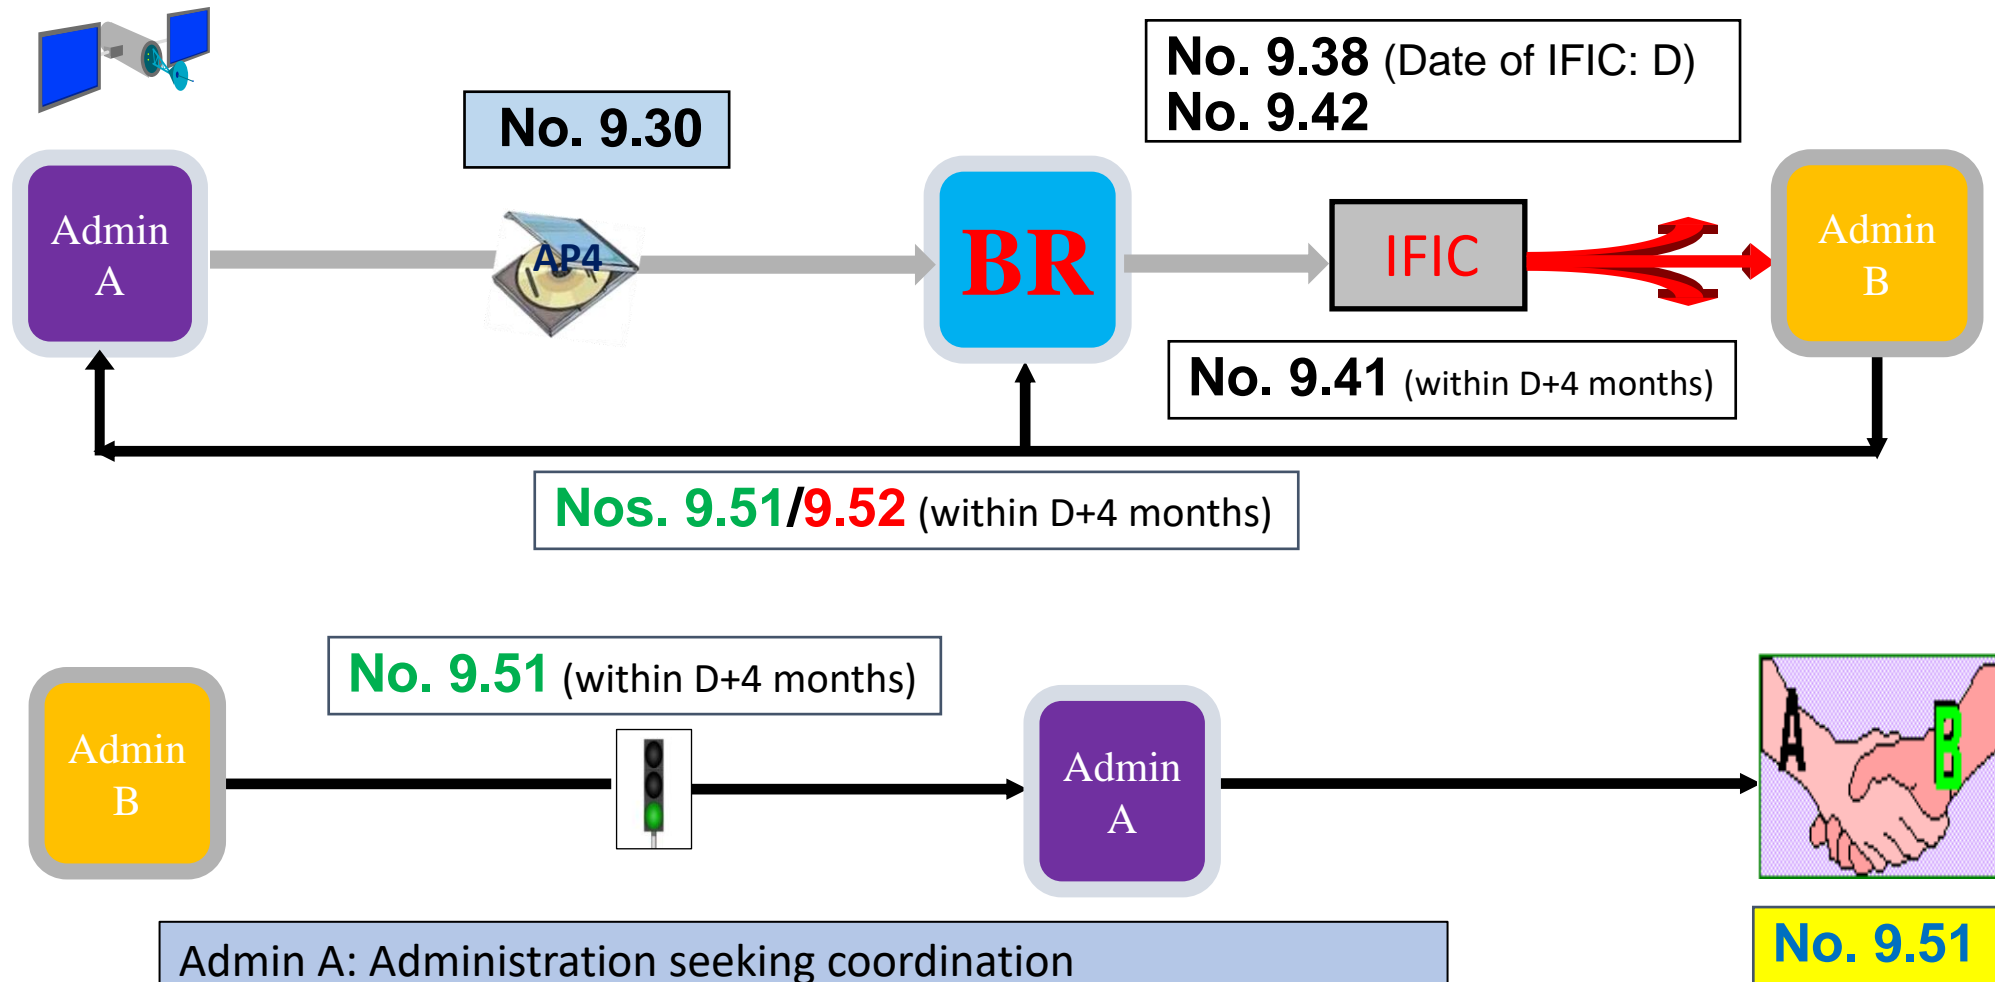 No. 9.38 (Date of IFIC: D)
No. 9.42
No. 9.30
Admin
A
AP4
BR
IFIC
Admin
B
No. 9.41 (within D+4 months)
Nos. 9.51/9.52 (within D+4 months)
No. 9.51 (within D+4 months)
Admin
B
Admin
A
A
B
Admin A: Administration seeking coordination
No. 9.51